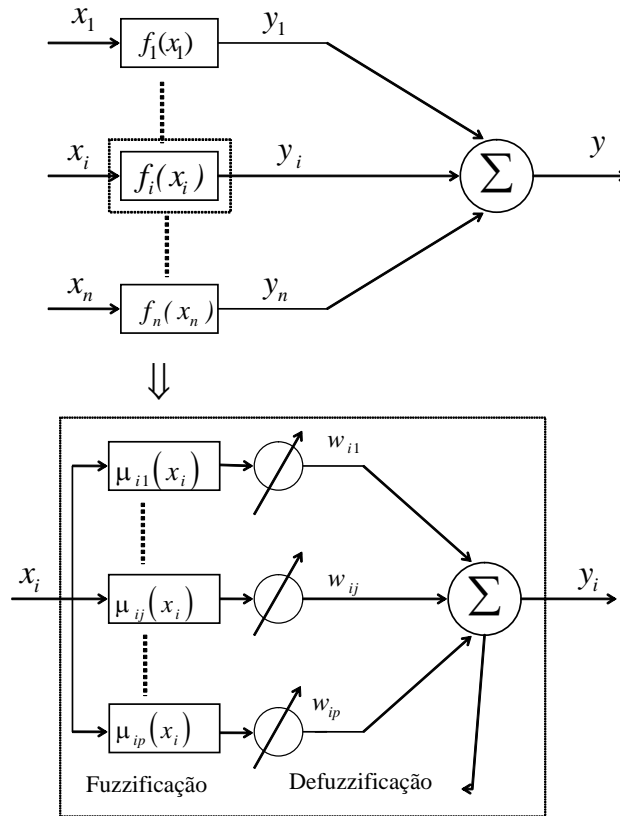 x₁ f₁(x₁) y₁
xᵢ fᵢ(xᵢ) yᵢ Σ y
xₙ fₙ(xₙ) yₙ
⇓
μᵢ₁(xᵢ) wᵢ₁
xᵢ μᵢⱼ(xᵢ) wᵢⱼ Σ yᵢ
μᵢₚ(xᵢ) wᵢₚ
Fuzzificação Defuzzificação